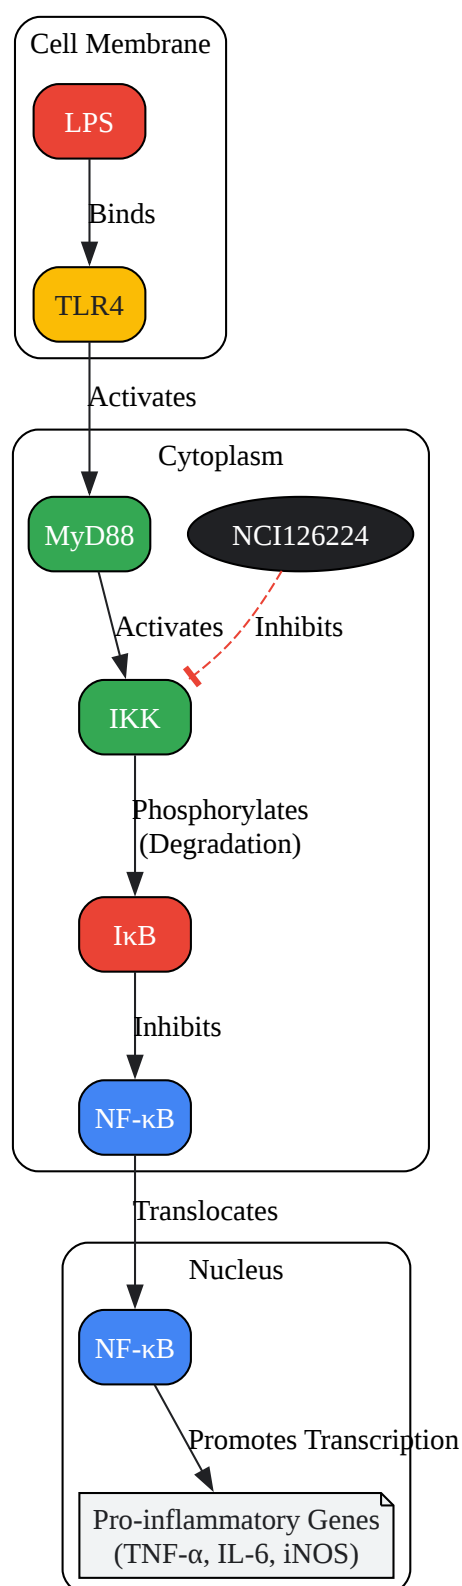 Cell Membrane
LPS
Binds
TLR4
Activates
Cytoplasm
MyD88
NCI126224
Activates
Inhibits
IKK
Phosphorylates
(Degradation)
IκB
Inhibits
NF-κB
Translocates
Nucleus
NF-κB
Promotes Transcription
Pro-inflammatory Genes
(TNF-α, IL-6, iNOS)